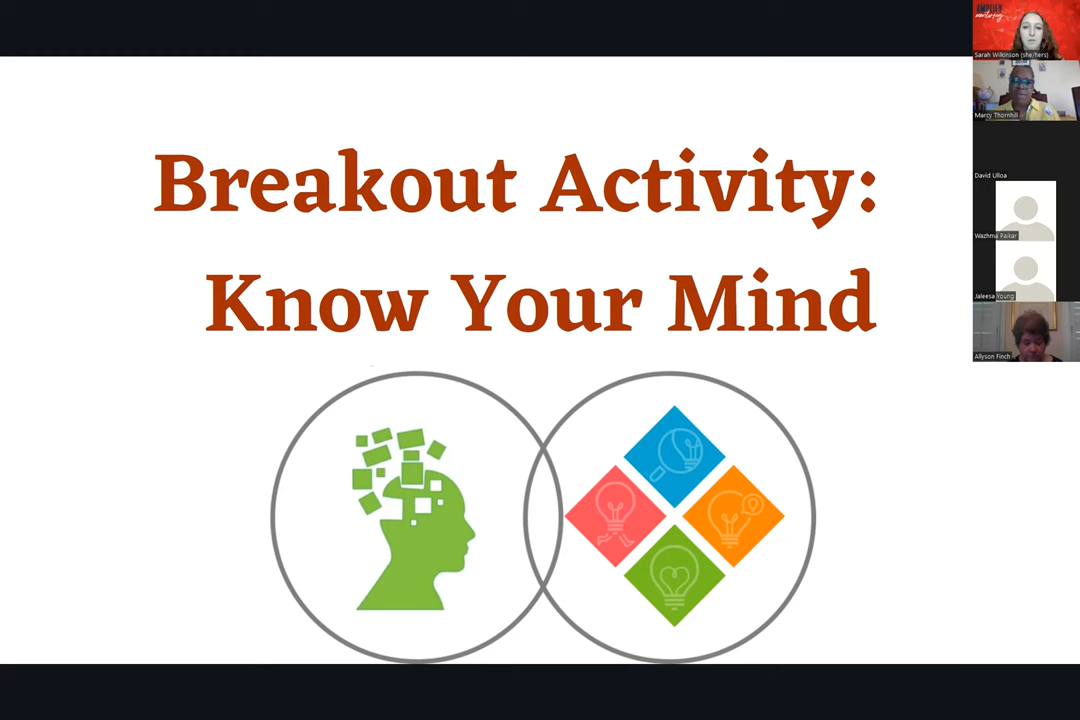 Breakout Activity:
Know Your Mind
AMPLIFY
Sarah Wilkinson (she/hers)
Marcy Thornhill
David Ulloa
Wazhma Paikar
Jaleesa Young
Allyson Finch